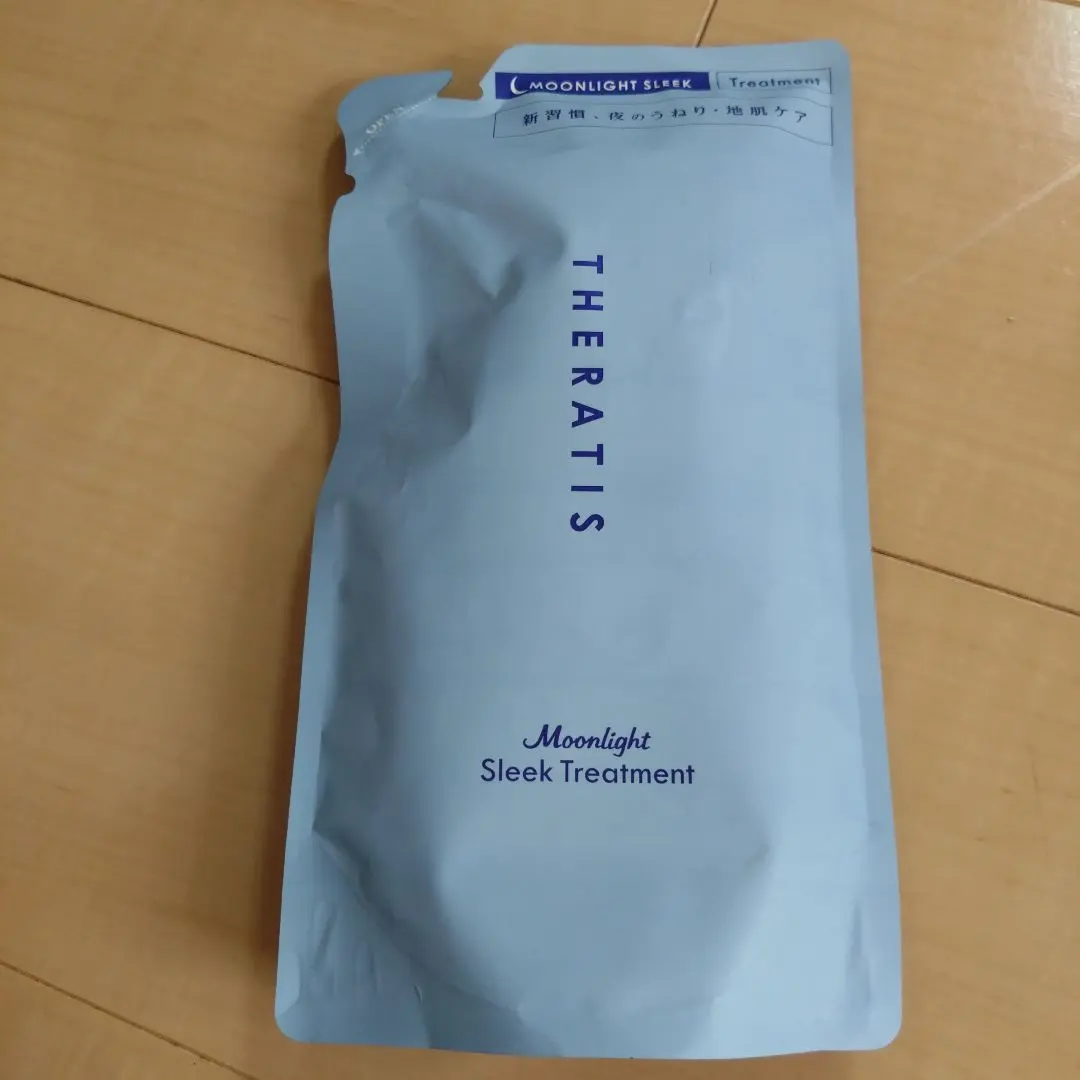 MOONLIGHT SLEEK Treatment
新習慣、夜のうねり・地肌ケア
OPEN
THERATIS
Moonlight
Sleek Treatment